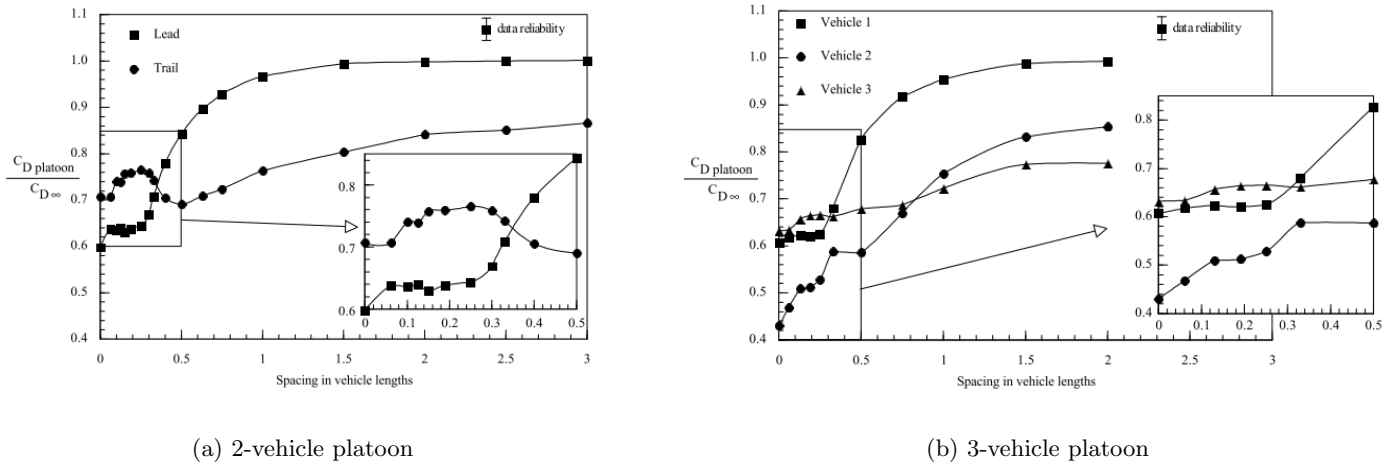 1.1
1.0
0.9
0.8
0.7
0.6
0.5
0.4
C D platoon
C D ∞
Lead
Trail
data reliability
0.8
0.7
0.6
0 0.1 0.2 0.3 0.4 0.5
0 0.5 1 1.5 2 2.5 3
Spacing in vehicle lengths
(a) 2-vehicle platoon
1.1
1.0
0.9
0.8
0.7
0.6
0.5
0.4
C D platoon
C D ∞
Vehicle 1
Vehicle 2
Vehicle 3
data reliability
0.8
0.7
0.6
0.5
0.4
0 0.1 0.2 0.3 0.4 0.5
0 0.5 1 1.5 2 2.5 3
Spacing in vehicle lengths
(b) 3-vehicle platoon